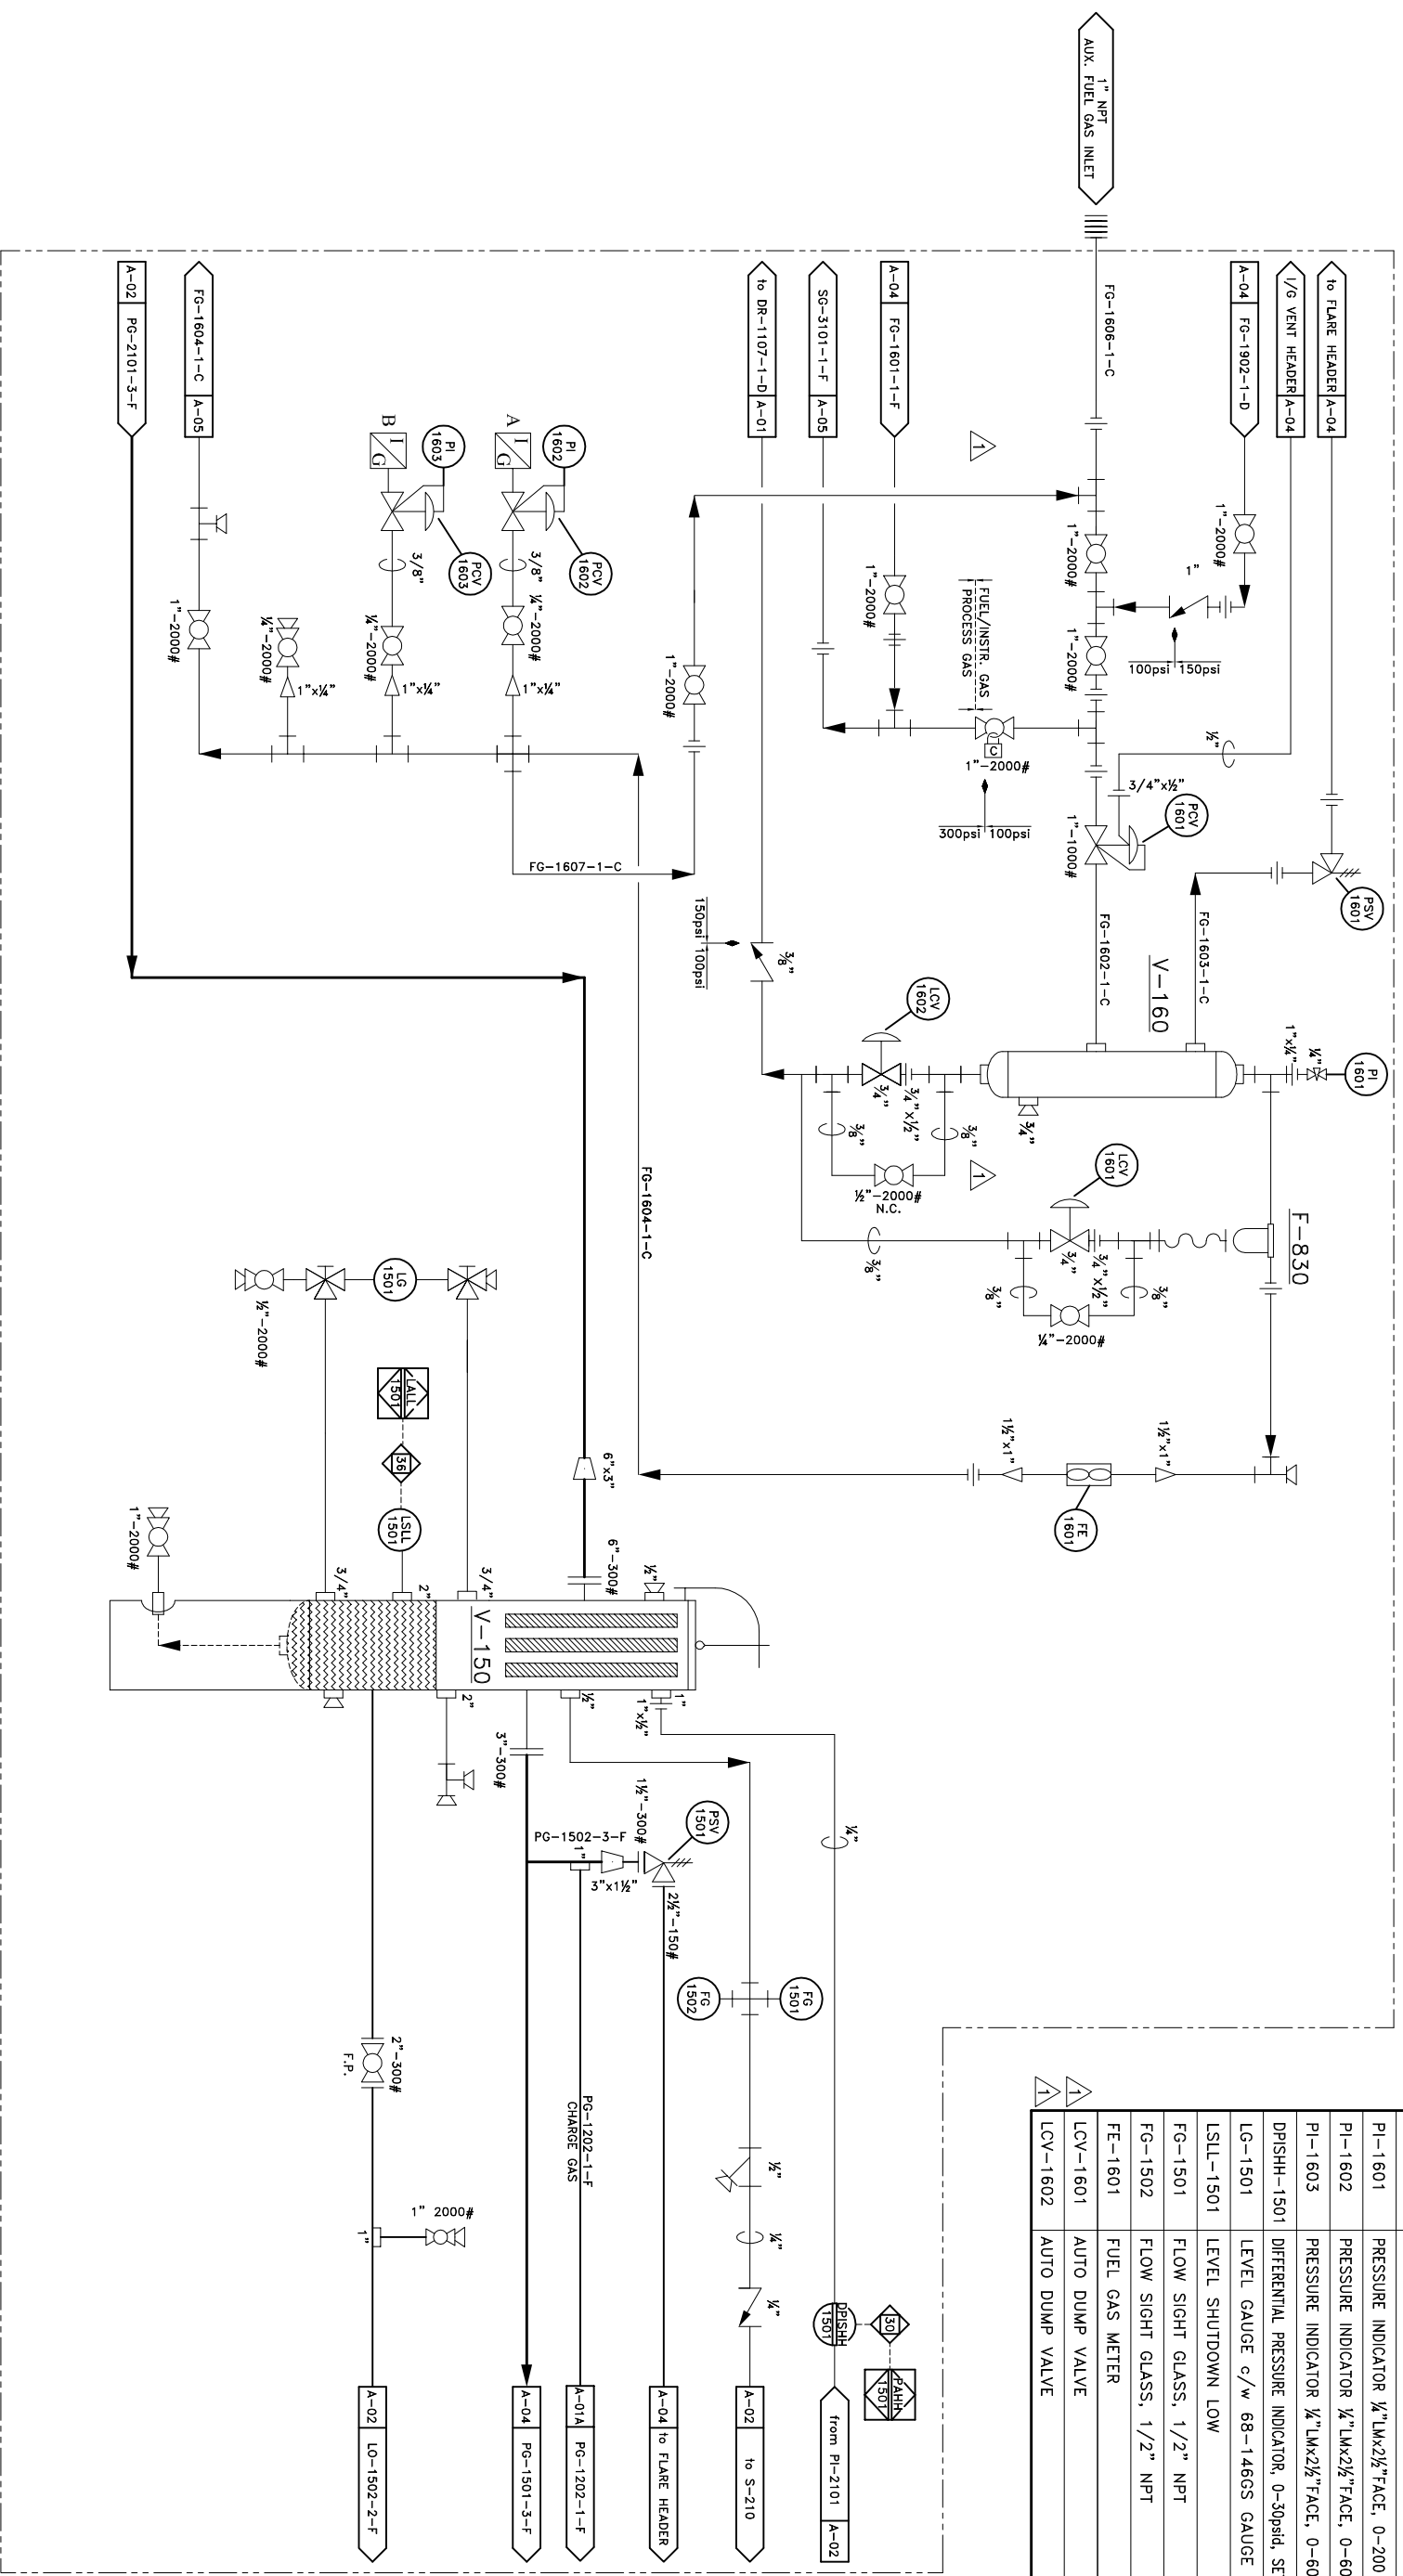 1" NPT
AUX. FUEL GAS INLET
to FLARE HEADER A-04
I/G VENT HEADER A-04
A-04 FG-1902-1-D
FG-1606-1-C
A-04 FG-1601-1-F
SG-3101-1-F A-05
to DR-1107-1-D A-01
FG-1604-1-C A-05
A-02 PG-2101-3-F
1
1"-2000#
1"
100psi 150psi
1"-2000#
1"-2000#
1"-2000#
FUEL/INSTR. GAS
PROCESS GAS
C
1"-2000#
300psi 100psi
½"
3/4"x½"
PCV
1601
1"-1000#
PSV
1601
FG-1603-1-C
FG-1602-1-C
V-160
1"x¼"
¼"
PI
1601
¾"
A
I/G
PI
1602
PCV
1602
3/8"
¼"-2000#
1"x¼"
B
I/G
PI
1603
PCV
1603
3/8"
¼"-2000#
1"x¼"
¼"-2000#
1"x¼"
1"-2000#
1"-2000#
FG-1607-1-C
150psi 100psi
⅜"
LCV
1602
¾"
¾"x½"
⅜"
⅜"
½"-2000#
N.C.
1
LCV
1601
¾"
¾"x½"
⅜"
⅜"
⅜"
¼"-2000#
F-830
FG-1604-1-C
1½"x1"
1½"x1"
FE
1601
LG
1501
½"-2000#
LALL
1501
36
LSLL
1501
1"-2000#
3/4"
2"
3/4"
6"x3"
6"-300#
½"
V-150
2"
½"
1"
1"x½"
3"-300#
PG-1502-3-F
1"
3"x1½"
1½"-300#
PSV
1501
2½"-150#
¼"
FG
1501
FG
1502
2"-300#
F.P.
PG-1202-1-F
CHARGE GAS
½"
¼"
¼"
1" 2000#
1"
DPISHH
1501
30
PAHH
1501
from PI-2101 A-02
A-02 to S-210
A-04 to FLARE HEADER
A-01A PG-1202-1-F
A-04 PG-1501-3-F
A-02 LO-1502-2-F
PI-1601 PRESSURE INDICATOR ¼"LMx2½"FACE, 0-200
PI-1602 PRESSURE INDICATOR ¼"LMx2½"FACE, 0-60
PI-1603 PRESSURE INDICATOR ¼"LMx2½"FACE, 0-60
DPISHH-1501 DIFFERENTIAL PRESSURE INDICATOR, 0-30psid, SE
LG-1501 LEVEL GAUGE c/w 68-146GS GAUGE
LSLL-1501 LEVEL SHUTDOWN LOW
FG-1501 FLOW SIGHT GLASS, 1/2" NPT
FG-1502 FLOW SIGHT GLASS, 1/2" NPT
FE-1601 FUEL GAS METER
1 LCV-1601 AUTO DUMP VALVE
1 LCV-1602 AUTO DUMP VALVE